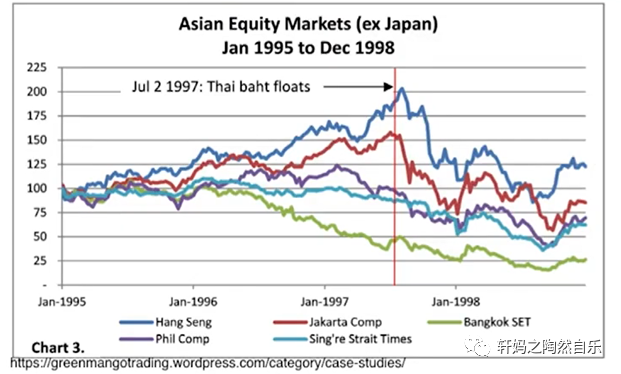 Asian Equity Markets (ex Japan)
Jan 1995 to Dec 1998
225
200
175
150
125
100
75
50
25
-
Jul 2 1997: Thai baht floats
Jan-1995
Jan-1996
Jan-1997
Jan-1998
Hang Seng
Jakarta Comp
Bangkok SET
Phil Comp
Sing're Strait Times
Chart 3.
轩妈之陶然自乐
https://greenmangotrading.wordpress.com/category/case-studies/